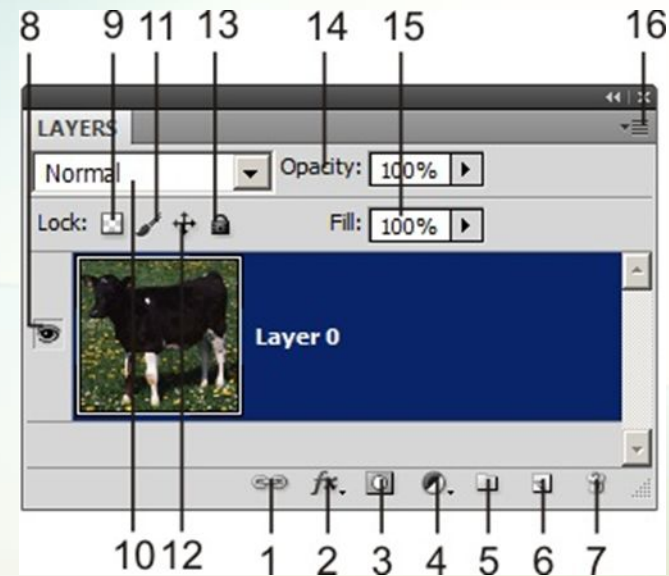 8 9 11 13 14 15 16
LAYERS
Normal Opacity: 100%
Lock: Fill: 100%
Layer 0
fx.
10 12 1 2 3 4 5 6 7